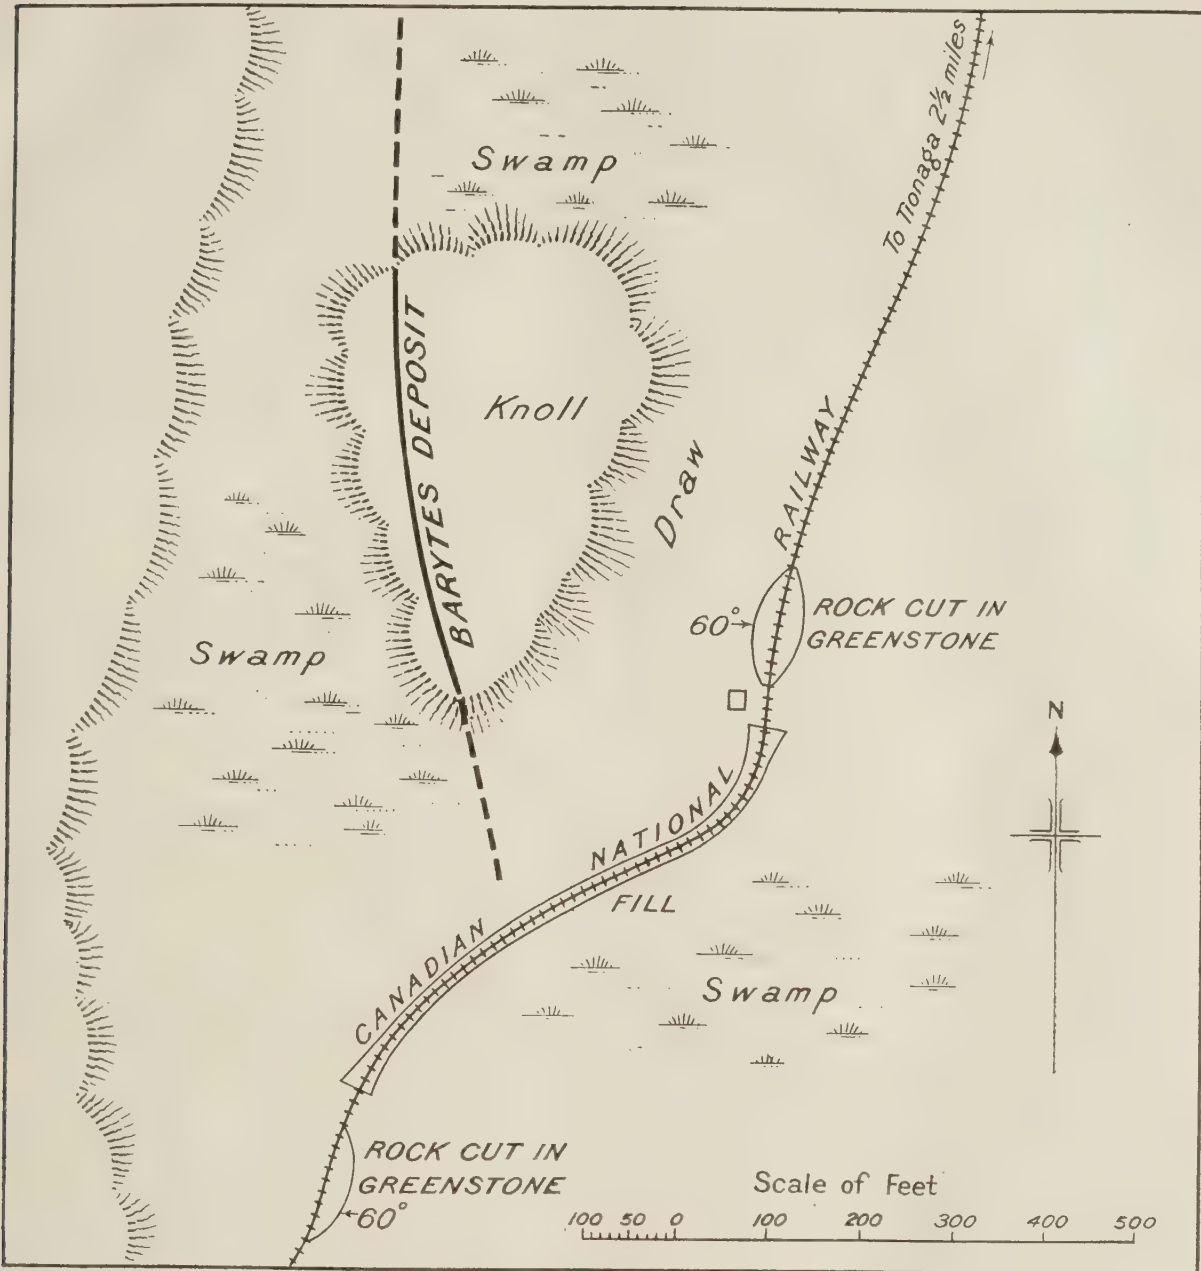 Swamp
To Tionaga 2½ miles
BARYTES DEPOSIT
Knoll
Draw
RAILWAY
60°
ROCK CUT IN
GREENSTONE
Swamp
N
NATIONAL
FILL
CANADIAN
Swamp
ROCK CUT IN
GREENSTONE
60°
Scale of Feet
100 50 0 100 200 300 400 500